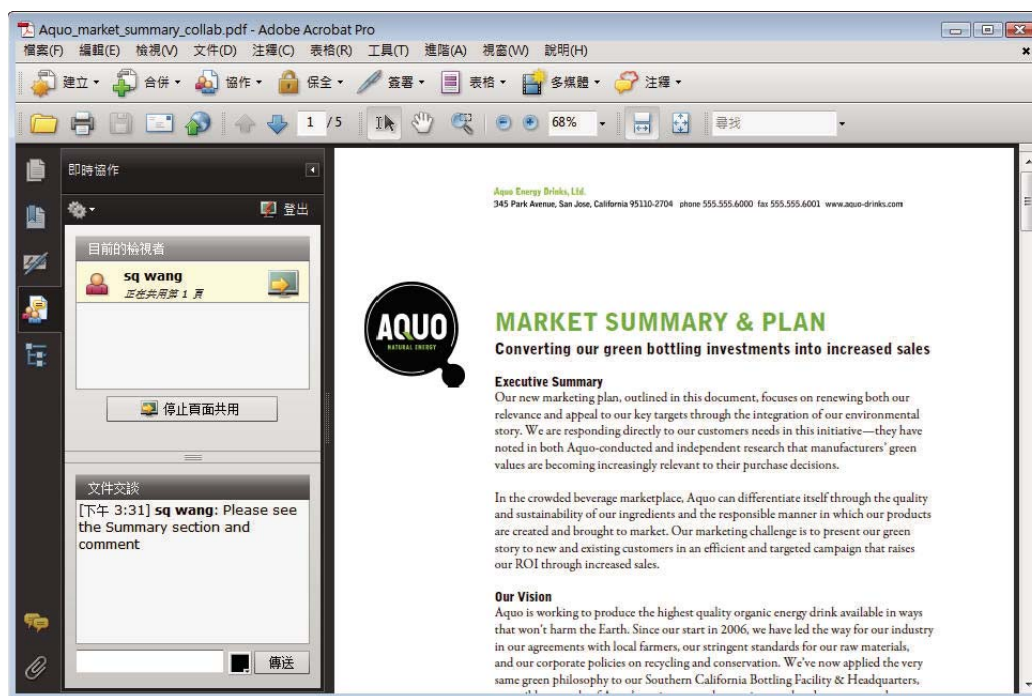 Aquo_market_summary_collab.pdf - Adobe Acrobat Pro
檔案(F) 編輯(E) 檢視(V) 文件(D) 注釋(C) 表格(R) 工具(T) 進階(A) 視窗(W) 說明(H)
建立 合併 協作 保全 簽署 表格 多媒體 注釋
1 / 5 68% 尋找
即時協作
登出
目前的檢視者
sq wang
正在共用第 1 頁
停止頁面共用
文件交談
[下午 3:31] sq wang: Please see
the Summary section and
comment
傳送
Aquo Energy Drinks, Ltd.
345 Park Avenue, San Jose, California 95110-2704 phone 555.555.6000 fax 555.555.6001 www.aquo-drinks.com
AQUO
NATURAL ENERGY
MARKET SUMMARY & PLAN
Converting our green bottling investments into increased sales
Executive Summary
Our new marketing plan, outlined in this document, focuses on renewing both our
relevance and appeal to our key targets through the integration of our environmental
story. We are responding directly to our customers needs in this initiative—they have
noted in both Aquo-conducted and independent research that manufacturers' green
values are becoming increasingly relevant to their purchase decisions.
In the crowded beverage marketplace, Aquo can differentiate itself through the quality
and sustainability of our ingredients and the responsible manner in which our products
are created and brought to market. Our marketing challenge is to present our green
story to new and existing customers in an efficient and targeted campaign that raises
our ROI through increased sales.
Our Vision
Aquo is working to produce the highest quality organic energy drink available in ways
that won't harm the Earth. Since our start in 2006, we have led the way for our industry
in our agreements with local farmers, our stringent standards for our raw materials,
and our corporate policies on recycling and conservation. We've now applied the very
same green philosophy to our Southern California Bottling Facility & Headquarters,